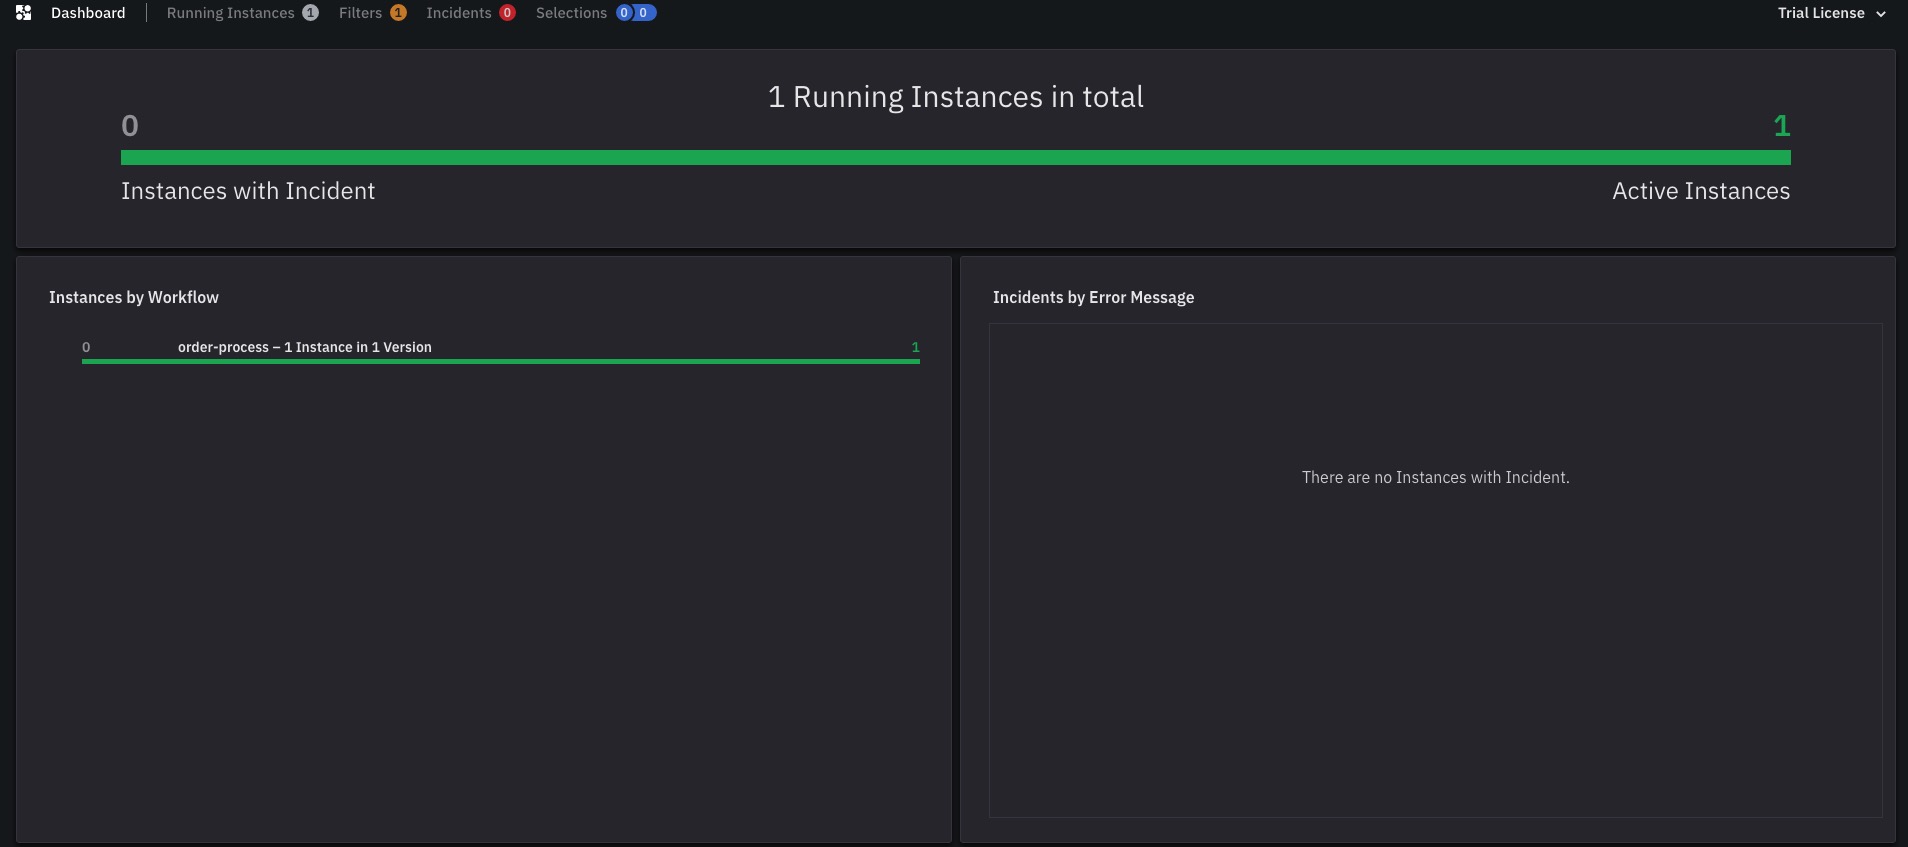 Dashboard Running Instances 1 Filters 1 Incidents 0 Selections 0 0 Trial License
1 Running Instances in total
0 1
Instances with Incident Active Instances
Instances by Workflow
0 order-process – 1 Instance in 1 Version 1
Incidents by Error Message
There are no Instances with Incident.